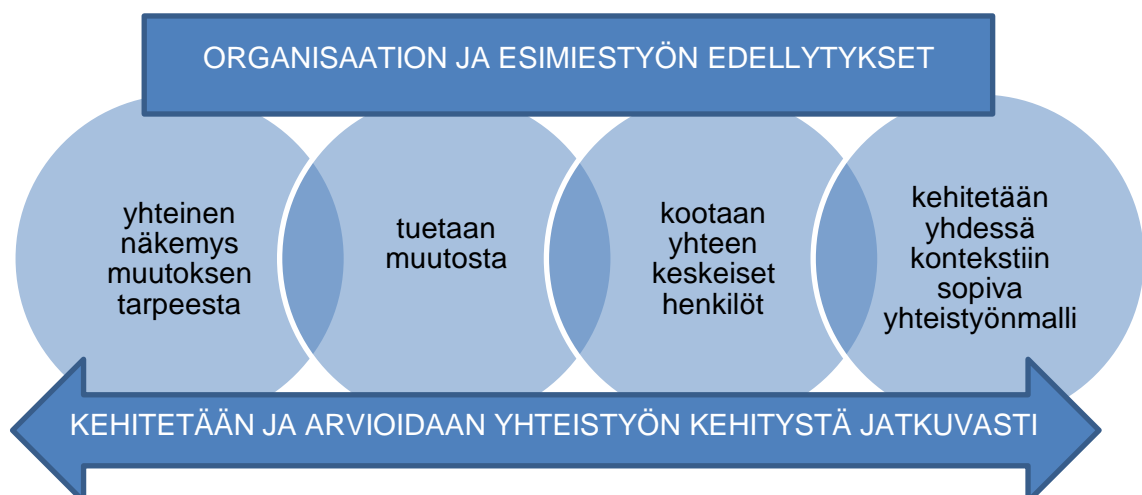 ORGANISAATION JA ESIMIESTYÖN EDELLYTYKSET
yhteinen
näkemys
muutoksen
tarpeesta
tuetaan
muutosta
kootaan
yhteen
keskeiset
henkilöt
kehitetään
yhdessä
kontekstiin
sopiva
yhteistyönmalli
KEHITETÄÄN JA ARVIOIDAAN YHTEISTYÖN KEHITYSTÄ JATKUVASTI